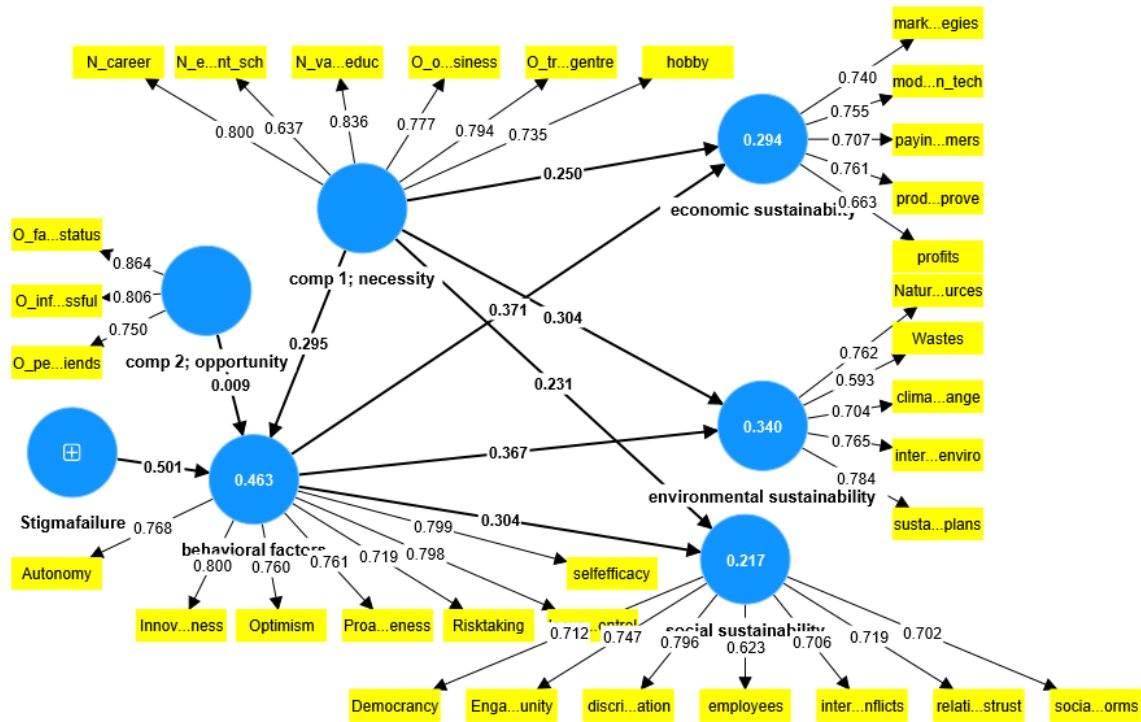 mark...egies
N_career
N_e...nt_sch
N_va...educ
O_o...siness
O_tr...gentre
hobby
0.740
mod...n_tech
0.755
0.800
0.637
0.836
0.777
0.794
0.735
0.294
0.707
payin...mers
0.761
0.250
prod...prove
0.663
economic sustainability
O_fa...status
0.864
profits
comp 1; necessity
Natur...urces
O_inf...ssful
0.806
0.371
0.304
0.750
0.295
0.762
Wastes
O_pe...iends
comp 2; opportunity
0.009
0.231
0.593
0.704
clima...ange
0.340
0.765
inter...enviro
0.501
0.463
0.367
0.784
environmental sustainability
Stigmafailure
0.304
susta...plans
0.768
behavioral factors
0.799
0.800
0.760
0.761
0.719
0.798
0.217
Autonomy
selfefficacy
Innov...ness
Optimism
Proa...eness
Risktaking
0.712
0.747
social sustainability
0.796
0.623
0.706
0.719
0.702
Democrancy
Enga...unity
discri...ation
employees
inter...nflicts
relati...strust
socia...orms